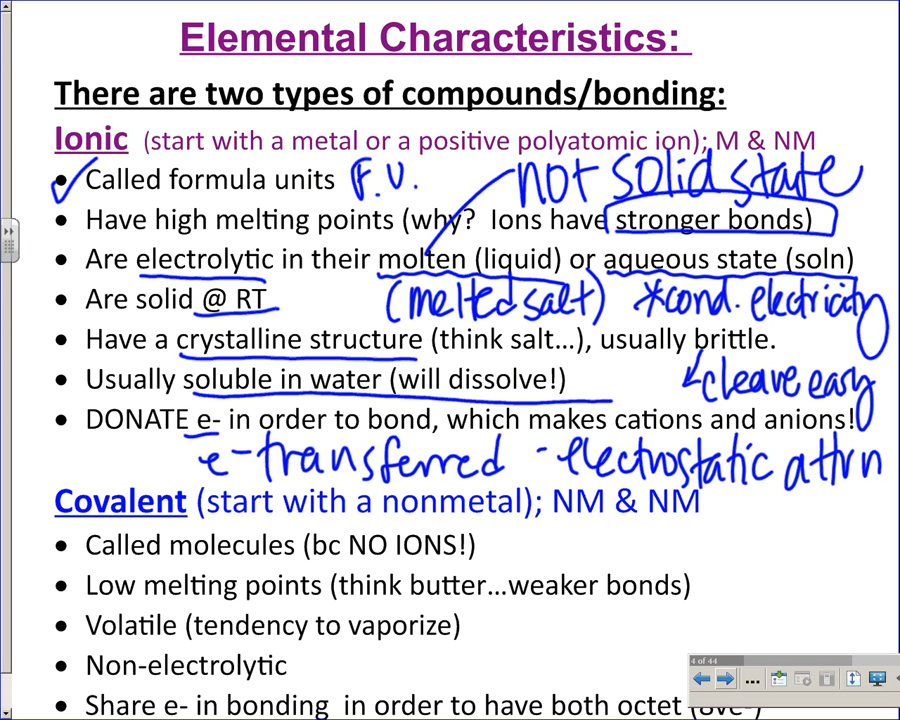 Elemental Characteristics:
There are two types of compounds/bonding:
Ionic (start with a metal or a positive polyatomic ion); M & NM
• Called formula units F.U. not solid state
• Have high melting points (why? Ions have stronger bonds)
• Are electrolytic in their molten (liquid) or aqueous state (soln)
• Are solid @ RT (melted salt) *cond. electricity
• Have a crystalline structure (think salt…), usually brittle.
• Usually soluble in water (will dissolve!) cleave easy
• DONATE e- in order to bond, which makes cations and anions!
e- transferred - electrostatic attrn
Covalent (start with a nonmetal); NM & NM
• Called molecules (bc NO IONS!)
• Low melting points (think butter…weaker bonds)
• Volatile (tendency to vaporize)
• Non-electrolytic
4 of 44
• Share e- in bonding in order to have both octet